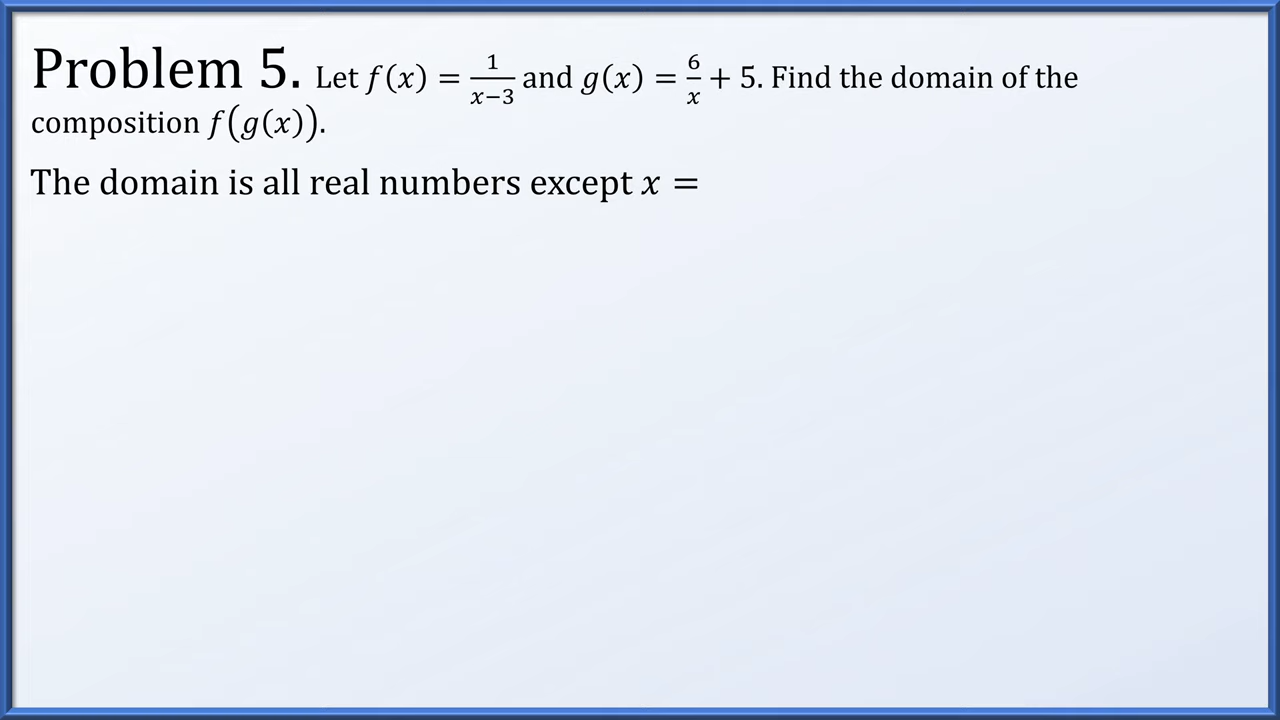 Problem 5. Let f(x) = 1/(x−3) and g(x) = 6/x + 5. Find the domain of the
composition f(g(x)).
The domain is all real numbers except x =